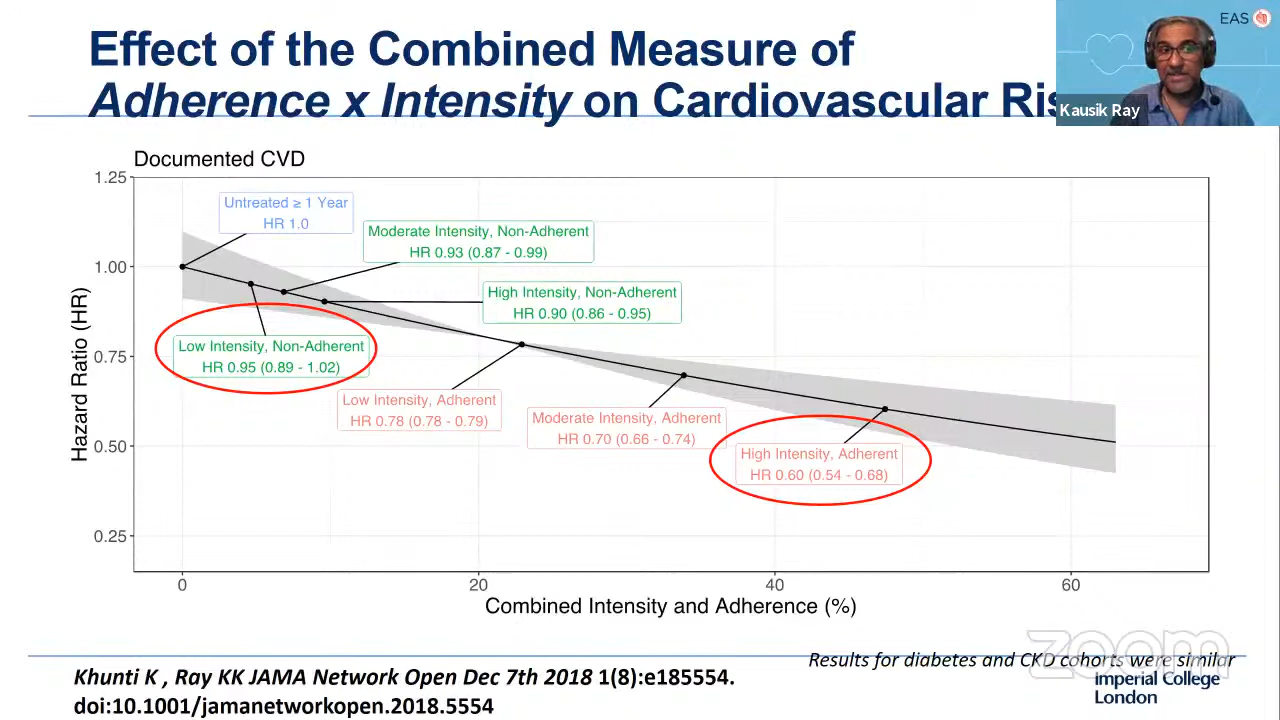 Effect of the Combined Measure of
Adherence x Intensity on Cardiovascular
EAS
Kausik Ray
Documented CVD
1.25
1.00
0.75
0.50
0.25
Hazard Ratio (HR)
Untreated ≥ 1 Year
HR 1.0
Moderate Intensity, Non-Adherent
HR 0.93 (0.87 - 0.99)
High Intensity, Non-Adherent
HR 0.90 (0.86 - 0.95)
Low Intensity, Non-Adherent
HR 0.95 (0.89 - 1.02)
Low Intensity, Adherent
HR 0.78 (0.78 - 0.79)
Moderate Intensity, Adherent
HR 0.70 (0.66 - 0.74)
High Intensity, Adherent
HR 0.60 (0.54 - 0.68)
0 20 40 60
Combined Intensity and Adherence (%)
zoom
Results for diabetes and CKD cohorts were similar
Khunti K , Ray KK JAMA Network Open Dec 7th 2018 1(8):e185554.
doi:10.1001/jamanetworkopen.2018.5554
Imperial College
London